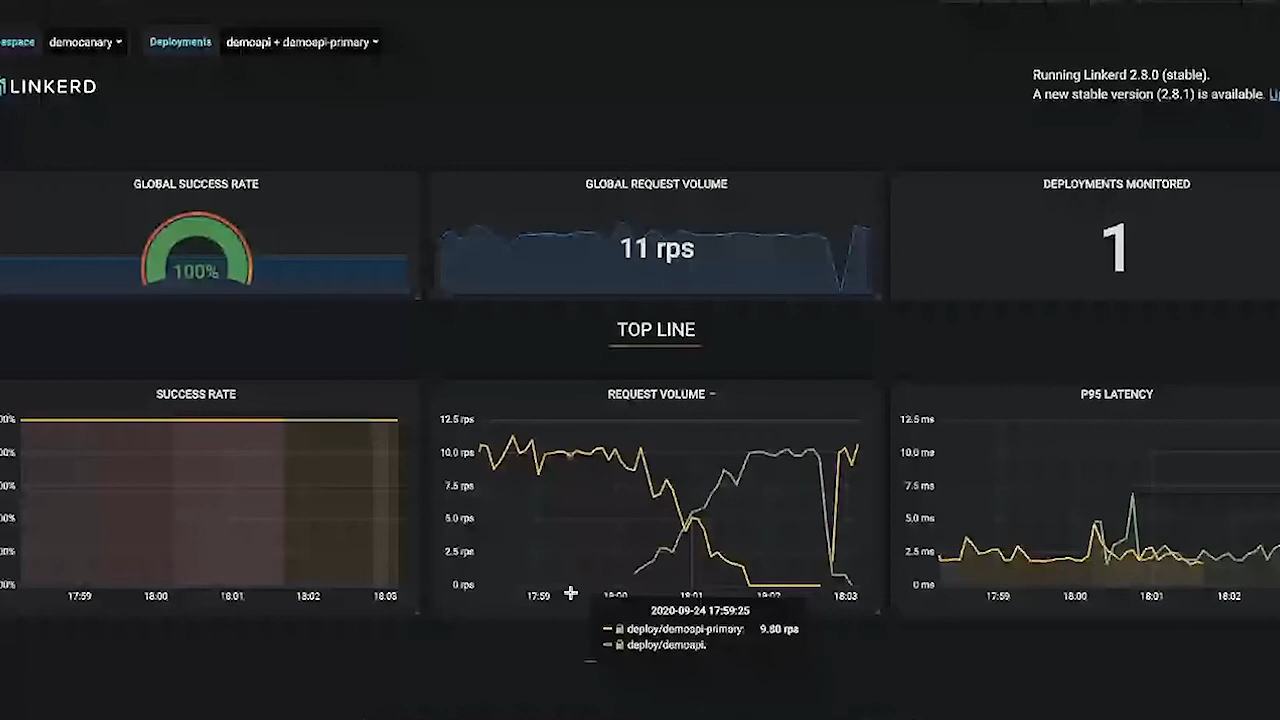 espace democanary Deployments demoapi + demoapi-primary
LINKERD
Running Linkerd 2.8.0 (stable).
A new stable version (2.8.1) is available.
GLOBAL SUCCESS RATE
100%
GLOBAL REQUEST VOLUME
11 rps
DEPLOYMENTS MONITORED
1
TOP LINE
SUCCESS RATE
00%
00%
00%
00%
00%
00%
17:59 18:00 18:01 18:02 18:03
REQUEST VOLUME
12.5 rps
10.0 rps
7.5 rps
5.0 rps
2.5 rps
0 rps
17:59 18:00 18:01 18:02 18:03
2020-09-24 17:59:25
deploy/demoapi-primary: 9.80 rps
deploy/demoapi.
P95 LATENCY
12.5 ms
10.0 ms
7.5 ms
5.0 ms
2.5 ms
0 ms
17:59 18:00 18:01 18:02